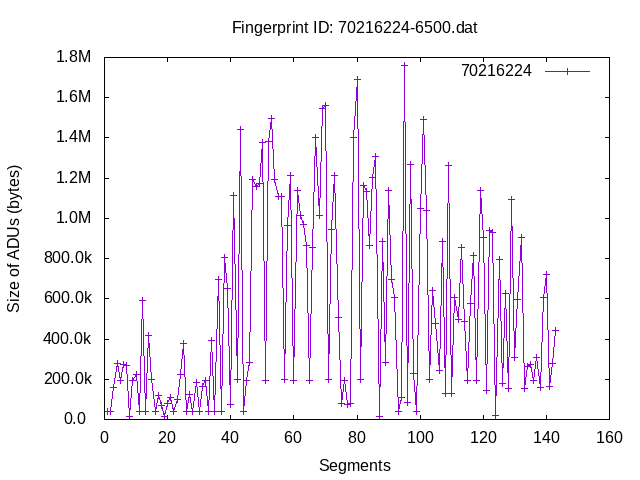 Fingerprint ID: 70216224-6500.dat
1.8M
70216224
1.6M
1.4M
1.2M
1.0M
800.0k
600.0k
400.0k
200.0k
0.0
Size of ADUs (bytes)
0 20 40 60 80 100 120 140 160
Segments